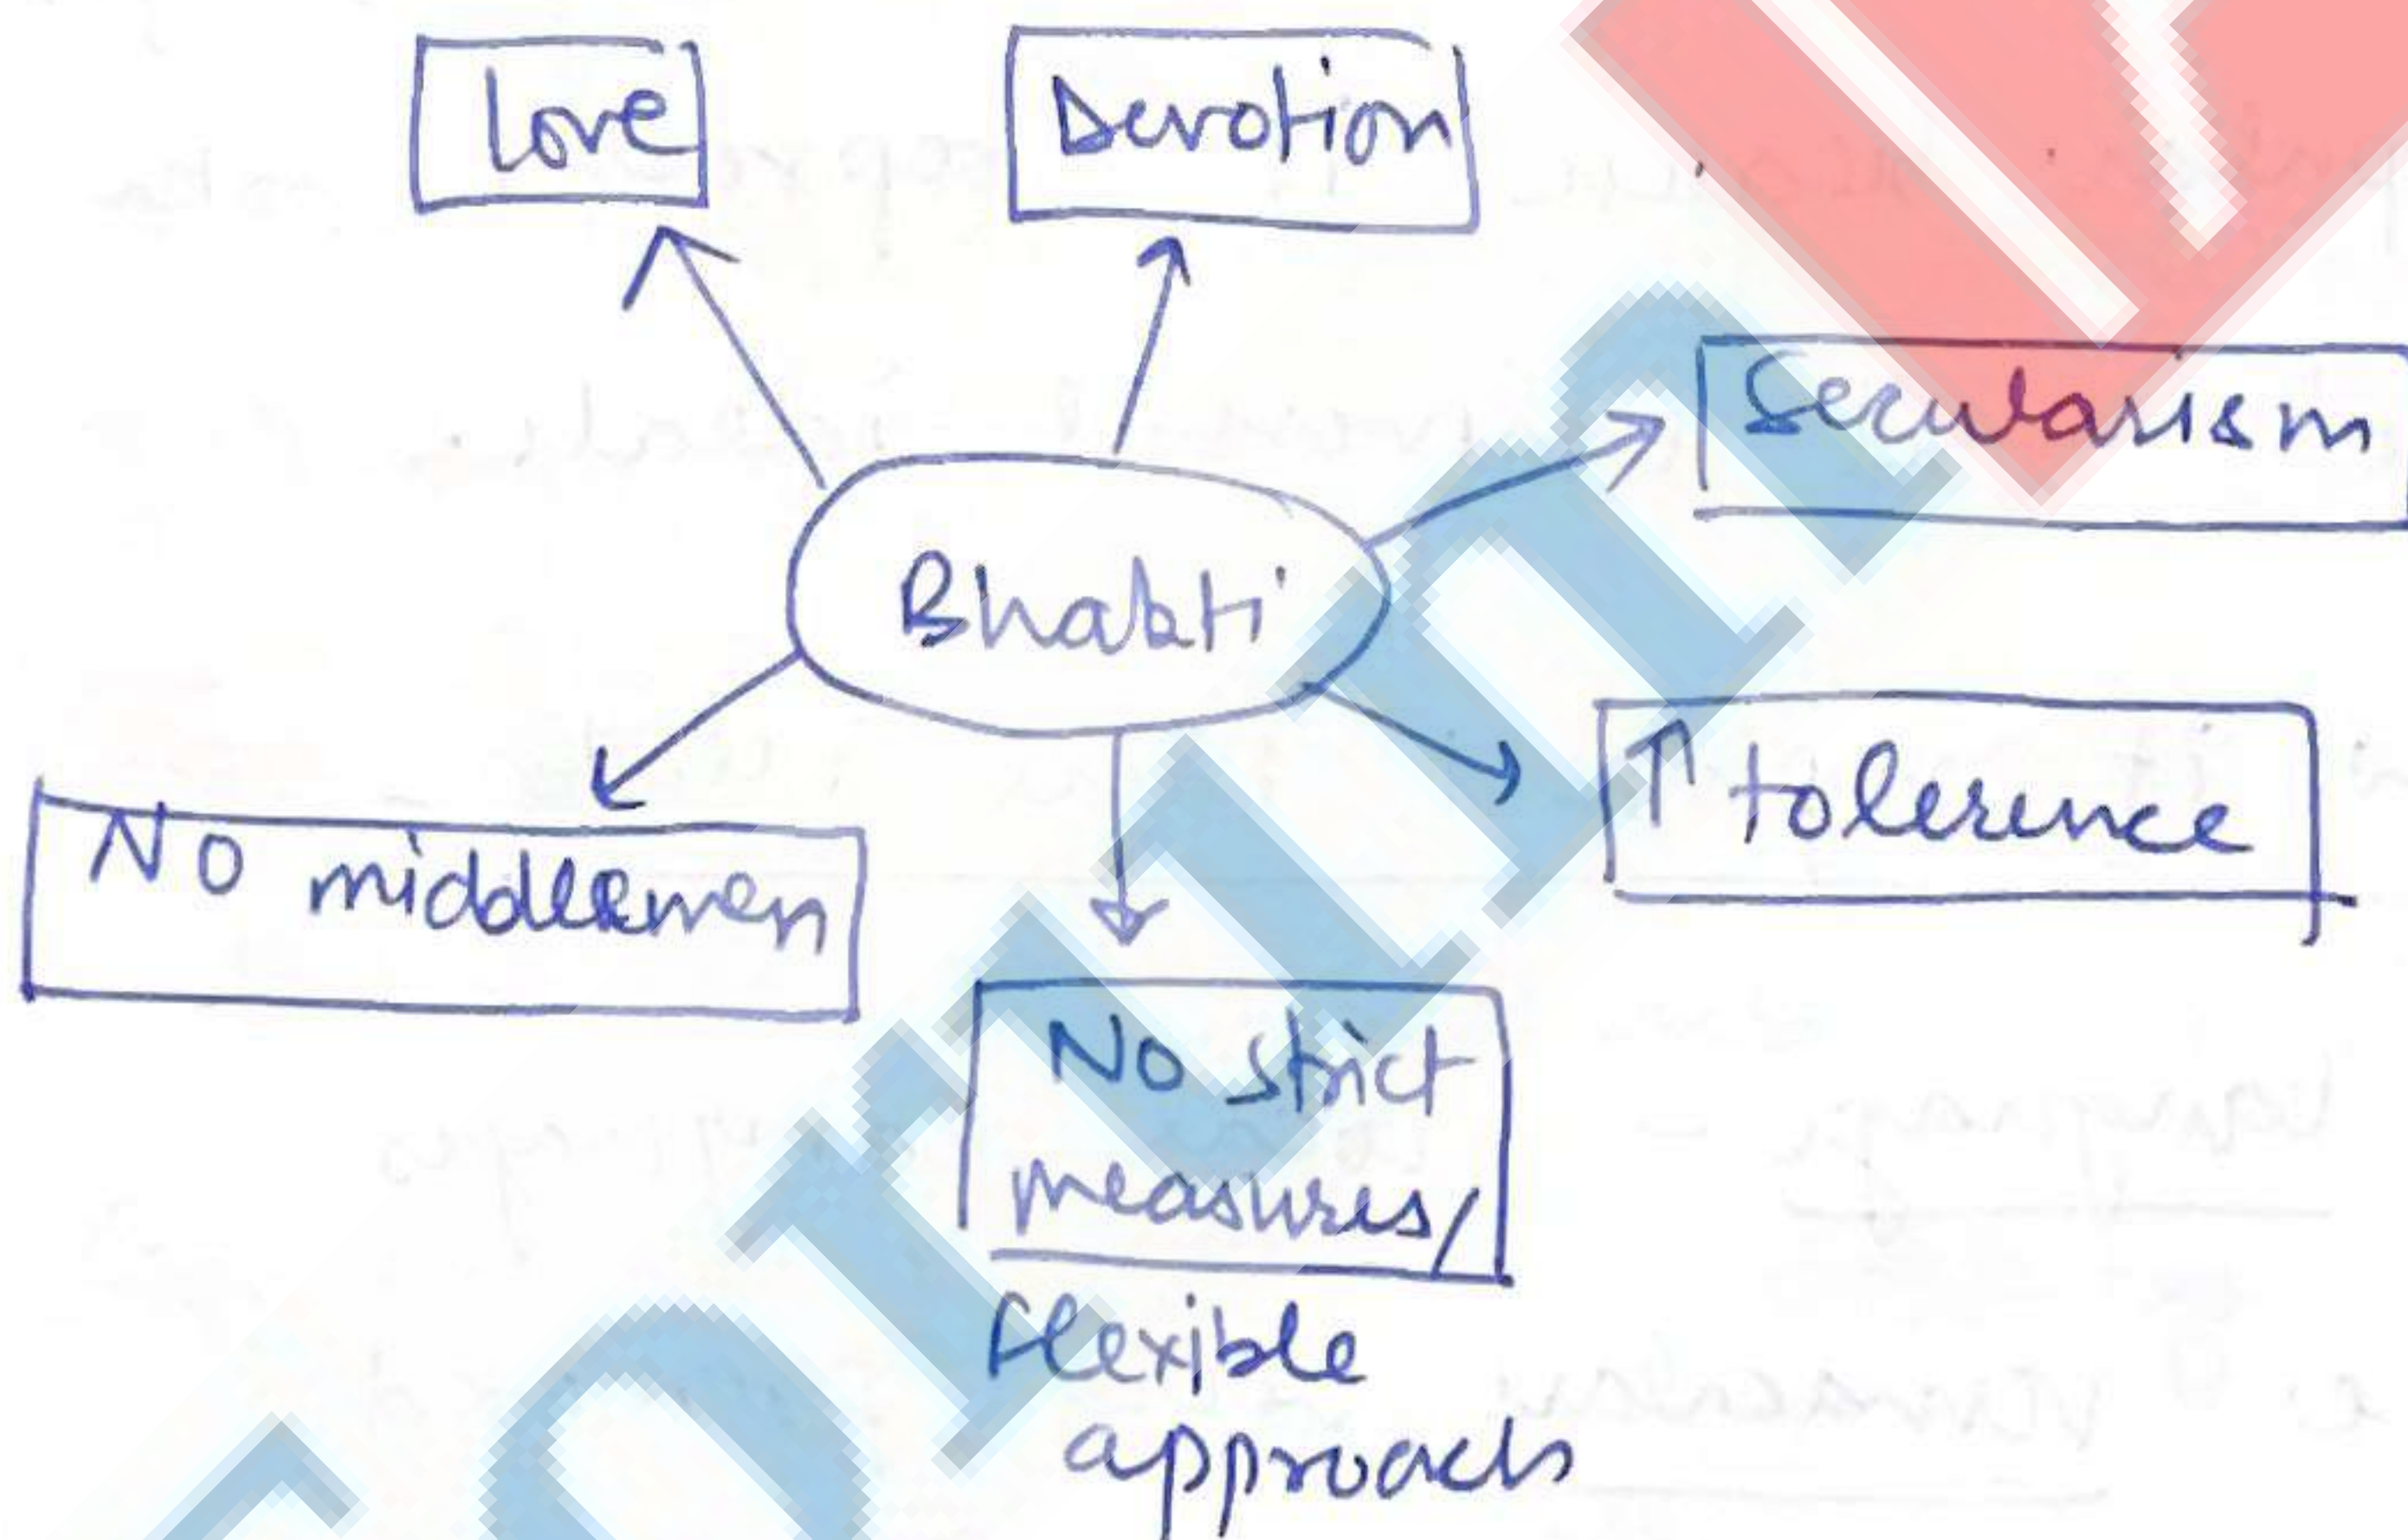 Love
Devotion
Secularism
Bhakti
↑ tolerence
No middlemen
No strict
measures/
flexible
approach